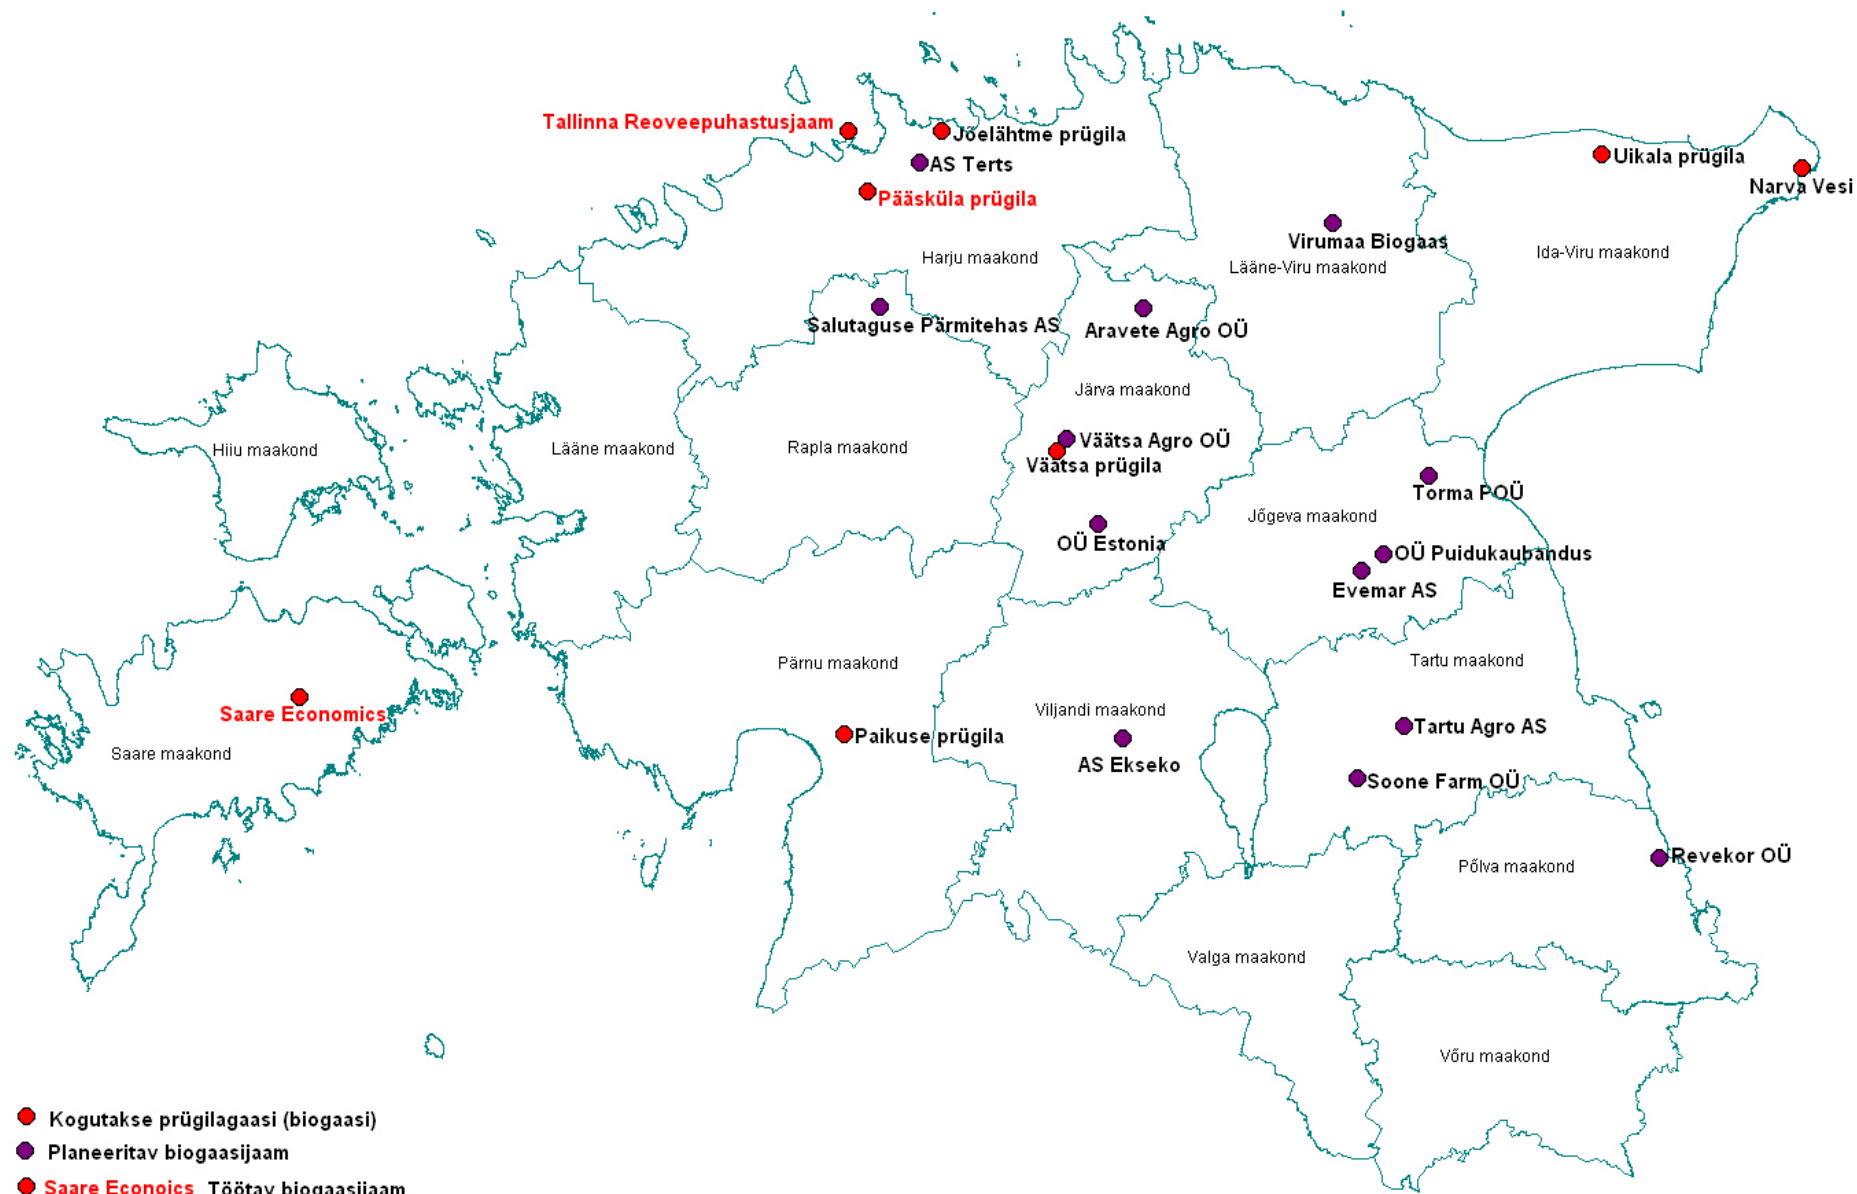 Tallinna Reoveepuhastusjaam
Jõelähtme prügila
AS Terts
Pääsküla prügila
Uikala prügila
Narva Vesi
Virumaa Biogaas
Harju maakond
Lääne-Viru maakond
Ida-Viru maakond
Salutaguse Pärmitehas AS
Aravete Agro OÜ
Järva maakond
Hiiu maakond
Lääne maakond
Rapla maakond
Väätsa Agro OÜ
Väätsa prügila
Torma POÜ
Jõgeva maakond
OÜ Estonia
OÜ Puidukaubandus
Evemar AS
Pärnu maakond
Tartu maakond
Saare Economics
Viljandi maakond
Tartu Agro AS
Paikuse prügila
Saare maakond
AS Ekseko
Soone Farm OÜ
Põlva maakond
Revekor OÜ
Valga maakond
Võru maakond
Kogutakse prügilagaasi (biogaasi)
Planeeritav biogaasijaam
Saare Econoics Töötav biogaasijaam